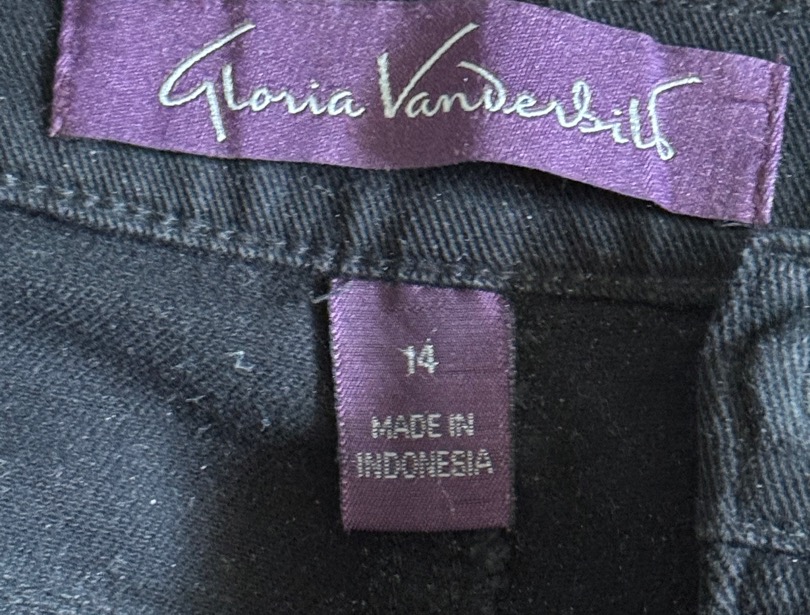 Gloria Vanderbilt
14
MADE IN
INDONESIA